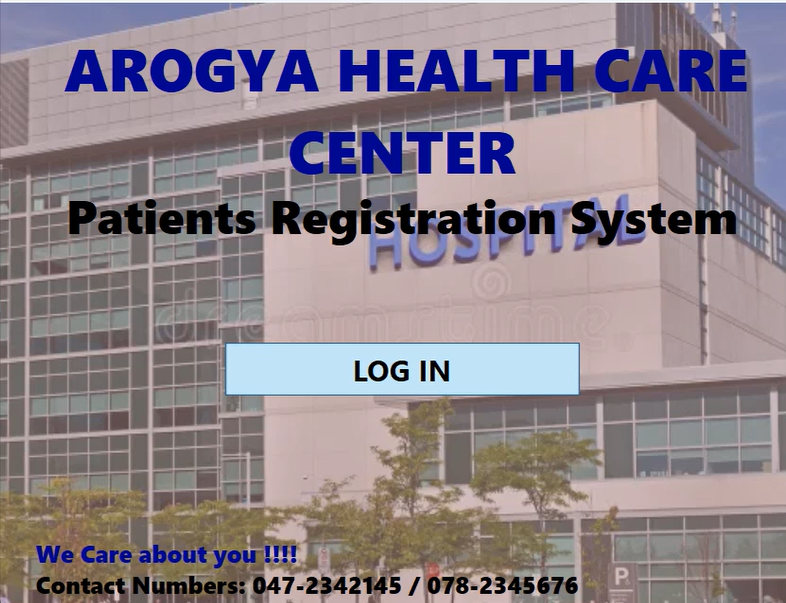 AROGYA HEALTH CARE
CENTER
Patients Registration System
HOSPITAL
dreamstime
LOG IN
We Care about you !!!!
Contact Numbers: 047-2342145 / 078-2345676
P